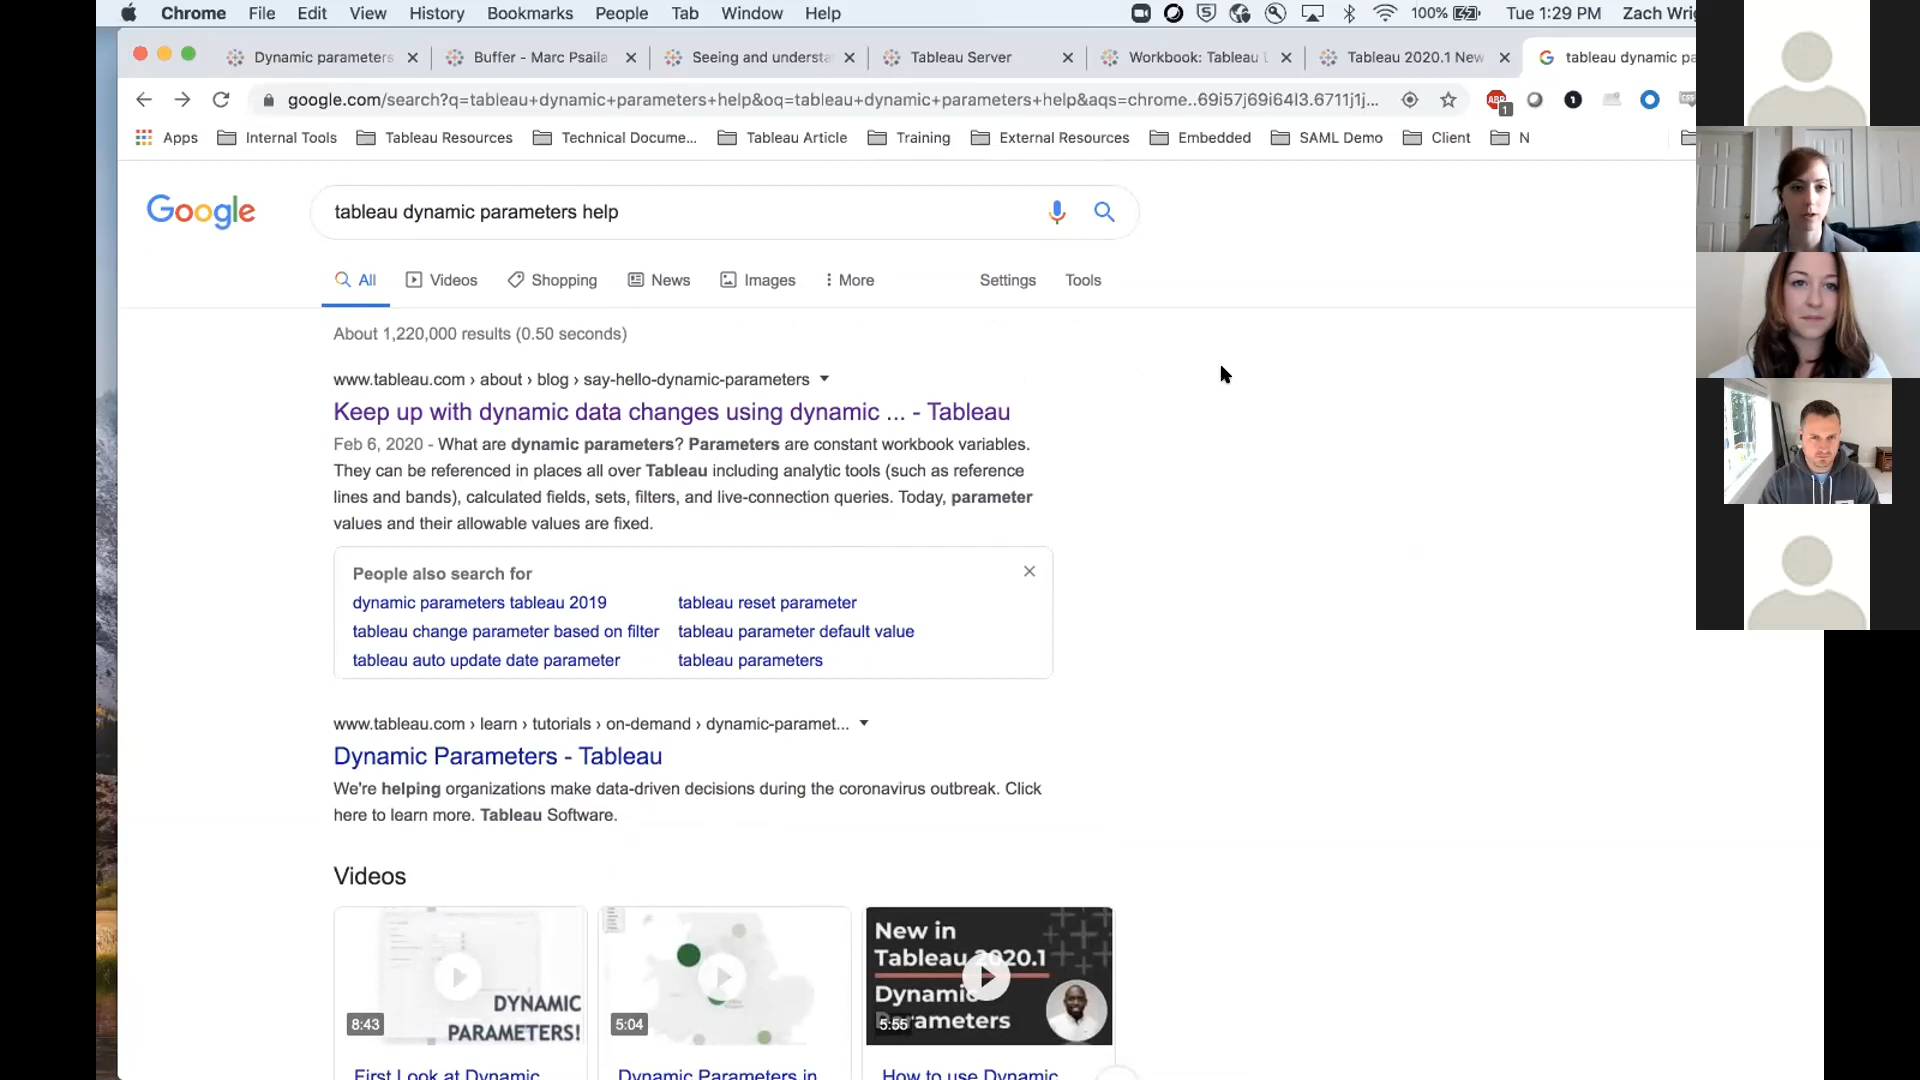 Chrome File Edit View History Bookmarks People Tab Window Help 100% Tue 1:29 PM Zach Wrig
Dynamic parameters Buffer - Marc Psaila Seeing and understa Tableau Server Workbook: Tableau Tableau 2020.1 New tableau dynamic pa
google.com/search?q=tableau+dynamic+parameters+help&oq=tableau+dynamic+parameters+help&aqs=chrome..69i57j69i64l3.6711j1j... ABP 1 1
Apps Internal Tools Tableau Resources Technical Docume... Tableau Article Training External Resources Embedded SAML Demo Client N
Google tableau dynamic parameters help
All Videos Shopping News Images More Settings Tools
About 1,220,000 results (0.50 seconds)
www.tableau.com › about › blog › say-hello-dynamic-parameters
Keep up with dynamic data changes using dynamic ... - Tableau
Feb 6, 2020 - What are dynamic parameters? Parameters are constant workbook variables.
They can be referenced in places all over Tableau including analytic tools (such as reference
lines and bands), calculated fields, sets, filters, and live-connection queries. Today, parameter
values and their allowable values are fixed.
People also search for
dynamic parameters tableau 2019 tableau reset parameter
tableau change parameter based on filter tableau parameter default value
tableau auto update date parameter tableau parameters
www.tableau.com › learn › tutorials › on-demand › dynamic-paramet...
Dynamic Parameters - Tableau
We're helping organizations make data-driven decisions during the coronavirus outbreak. Click
here to learn more. Tableau Software.
Videos
DYNAMIC
PARAMETERS!
8:43
5:04
New in
Tableau 2020.1
Dynamic
Parameters
5:55
First Look at Dynamic Dynamic Parameters in How to use Dynamic